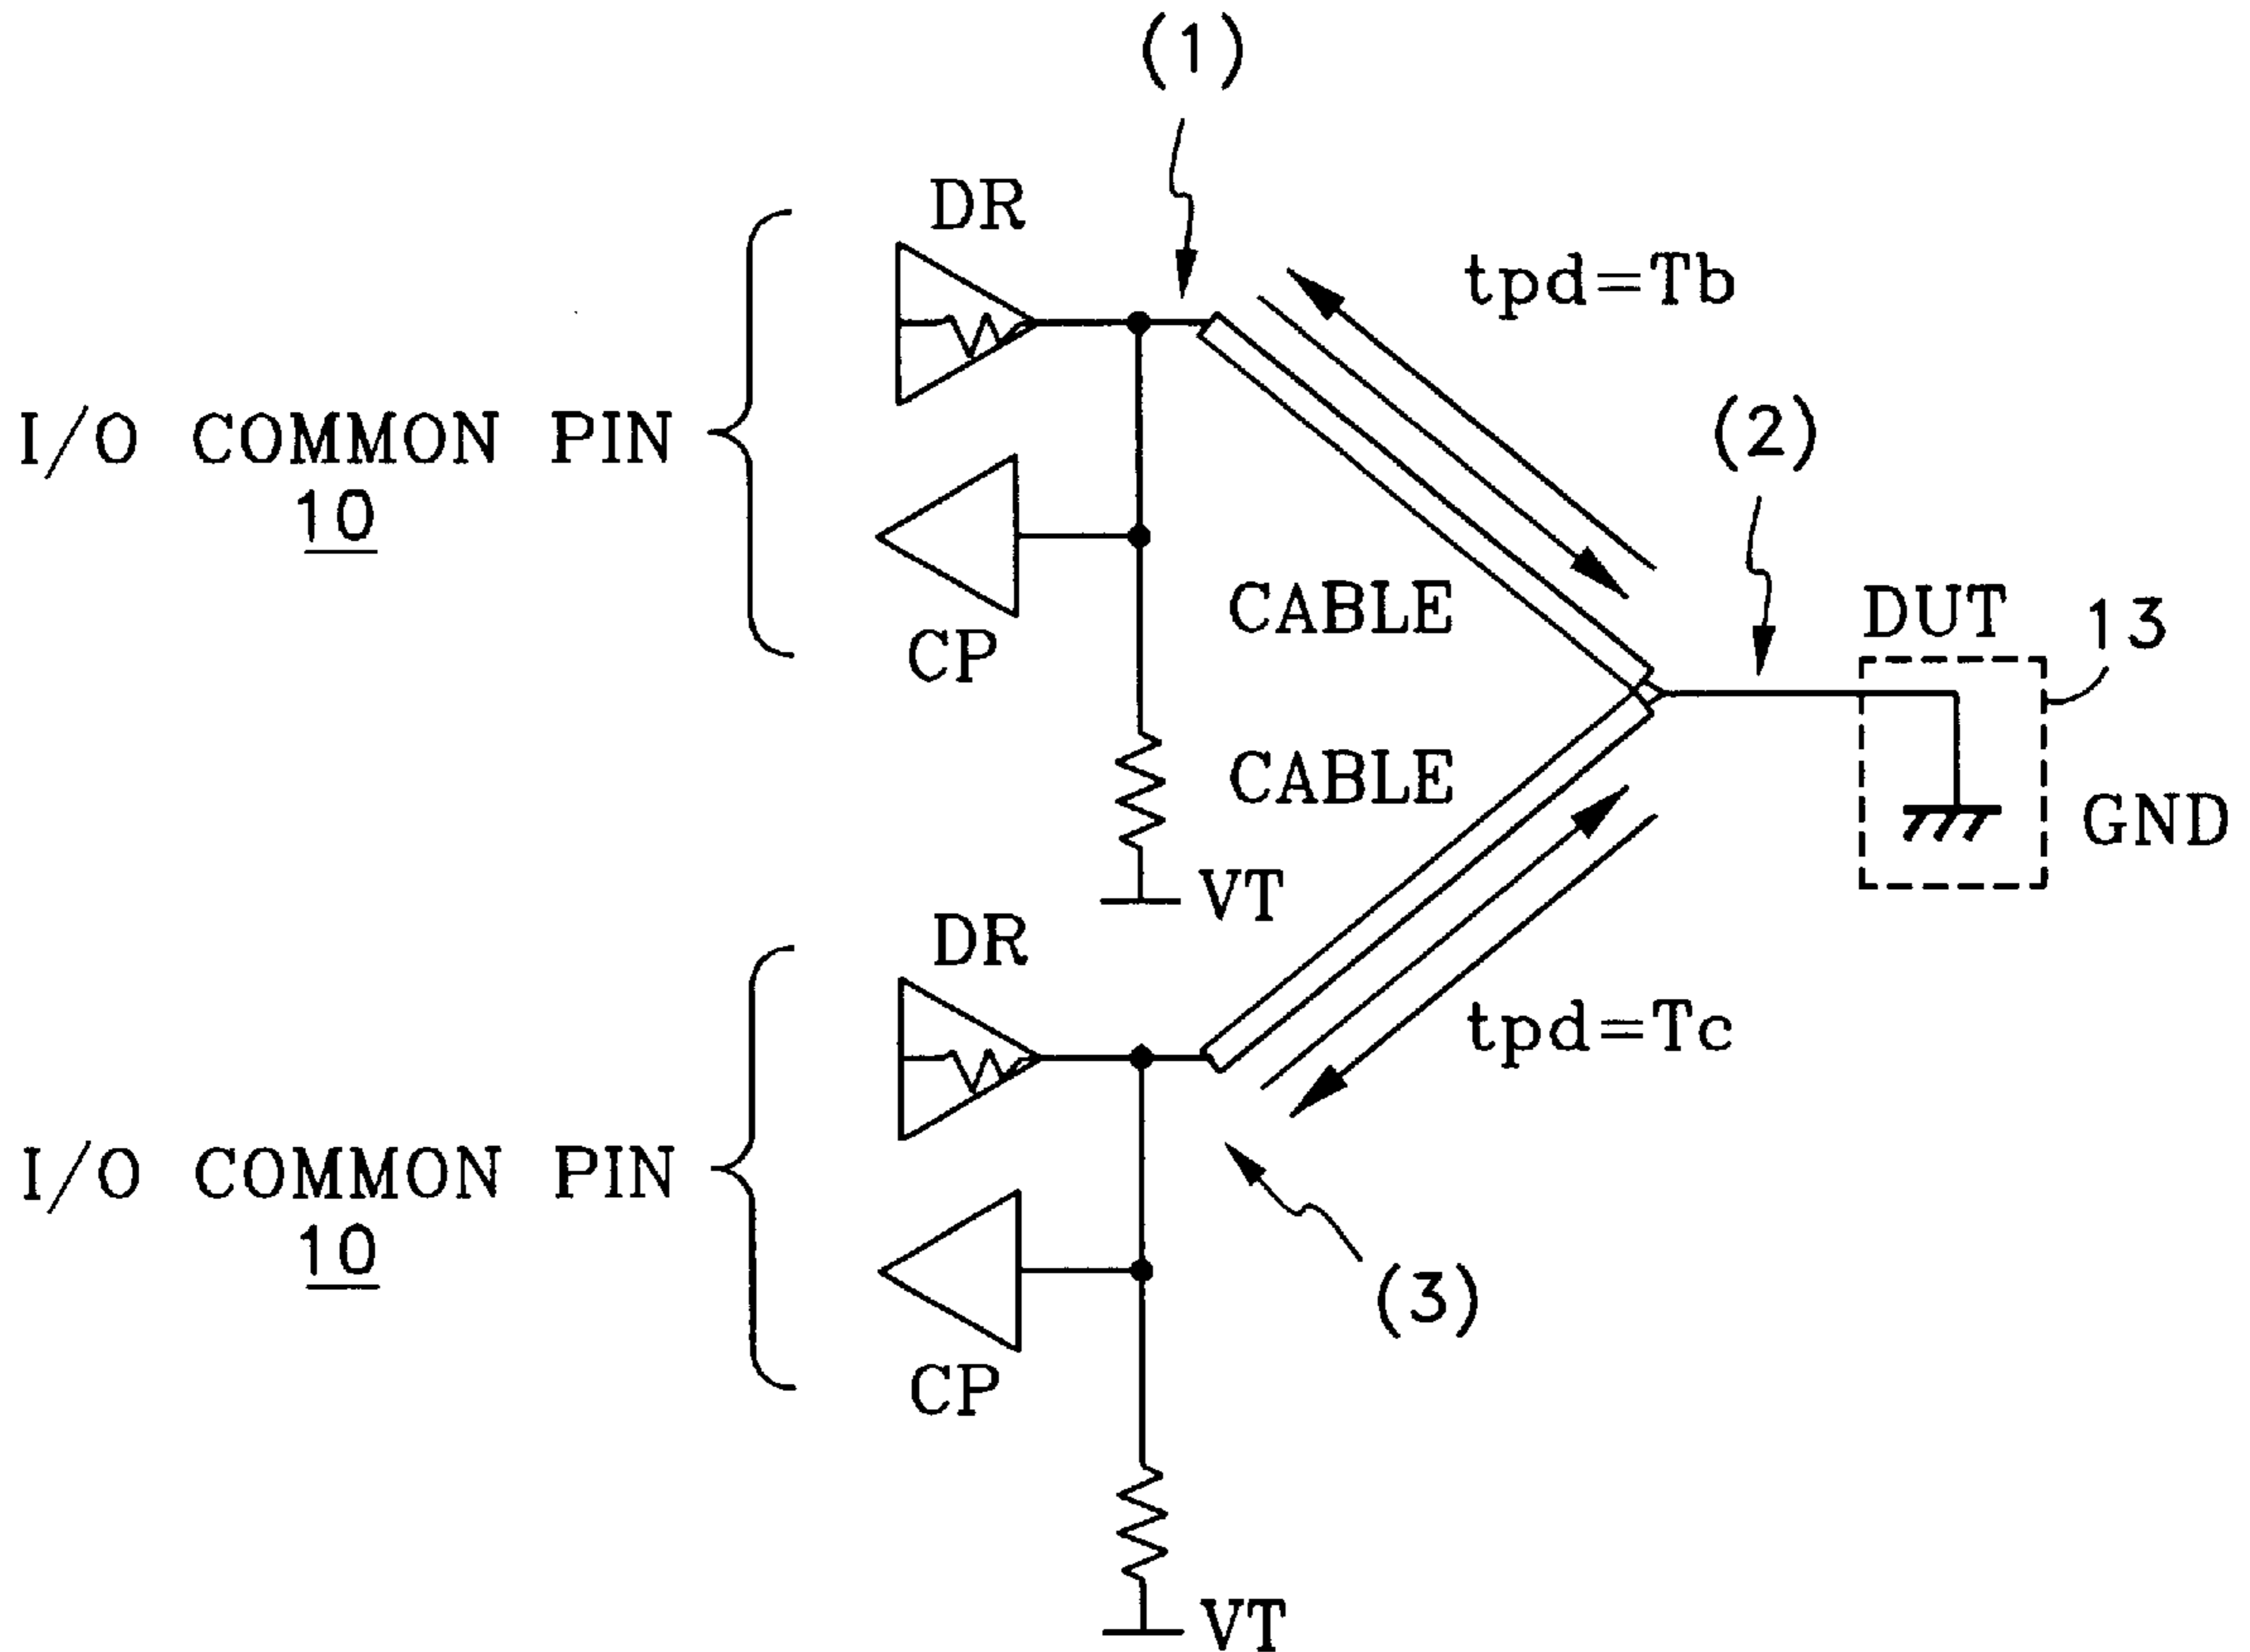 (1)
DR
tpd=Tb
I/O COMMON PIN
10
(2)
CABLE
DUT
13
CP
CABLE
GND
VT
DR
tpd=Tc
I/O COMMON PIN
10
(3)
CP
VT